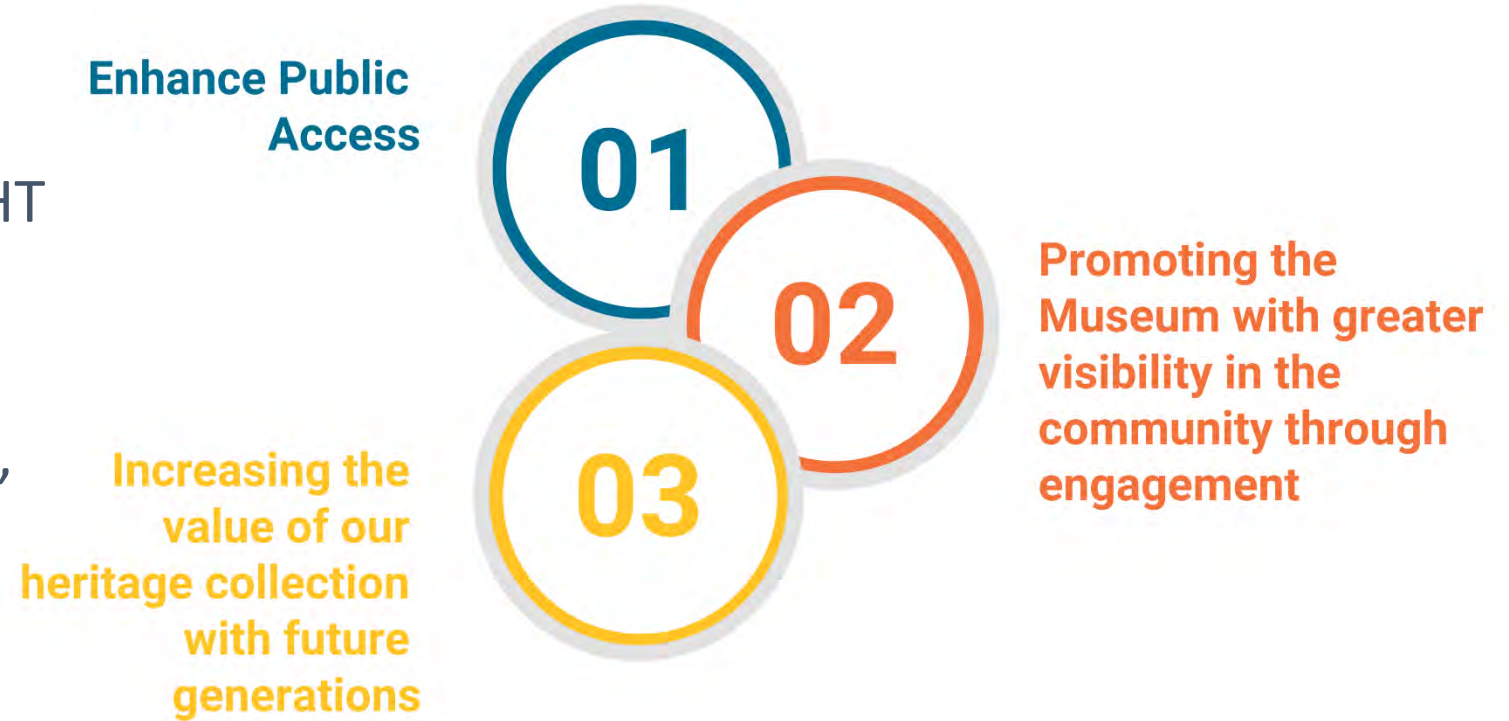 Enhance Public
Access
01
HT
02
Promoting the
Museum with greater
visibility in the
community through
engagement
,
Increasing the
value of our
heritage collection
with future
generations
03